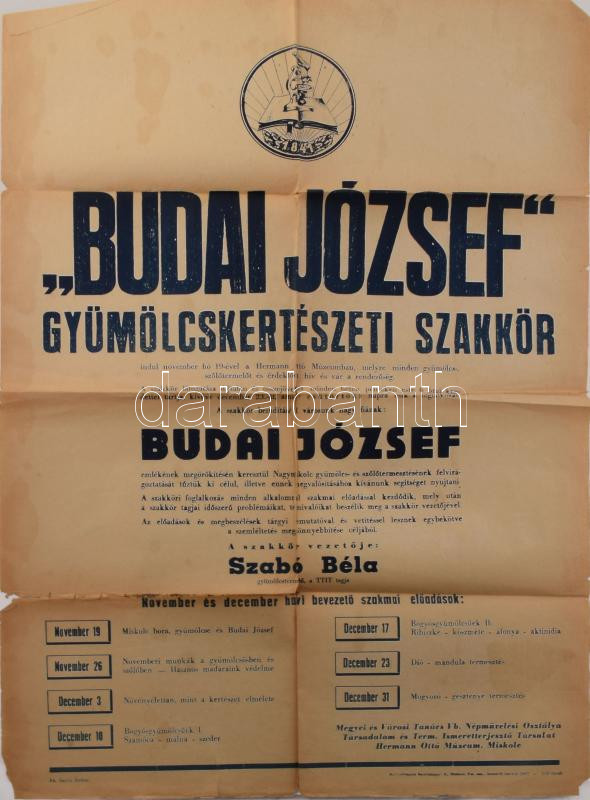 1841
„BUDAI JÓZSEF“
GYÜMÖLCSKERTÉSZETI SZAKKÖR
indul november hó 19-ével a Hermann Ottó Múzeumban, melyre minden gyümölcs-,
szőlőtermelőt és érdeklődőt hív és vár a rendezőség.
darabanth
BUDAI JÓZSEF
emlékének megörökítésén keresztül Nagymiskolc gyümölcs- és szőlőtermesztésének felvirá-
goztatását tűztük ki célul, illetve ennek megvalósításához kívánunk segítséget nyujtani
A szakköri foglalkozás minden alkalommal szakmai előadással kezdődik, mely után
a szakkör tagjai időszerű problémáikat, tennivalóikat beszélik meg a szakkör vezetőjével
Az előadások és megbeszélések tárgyi bemutatóval és vetítéssel lesznek egybekötve
a szemléltetés megkönnyebbítése céljából.
A szakkör vezetője:
Szabó Béla
gyümölcstermelő, a TTIT tagja
November és december havi bevezető szakmai előadások:
November 19 Miskolc bora, gyümölcse és Budai József
November 26 Novemberi munkák a gyümölcsösben és
szőlőben — Hasznos madaraink védelme
December 3 Növényélettan, mint a kertészet elmélete
December 10 Bogyósgyümölcsűek I.
Szamóca - málna - szeder
December 17 Bogyósgyümölcsűek II.
Ribiszke - köszméte - áfonya - aktinidia
December 23 Dió - mandula termesztés
December 31 Mogyoró - gesztenye termesztés
Megyei és Városi Tanács Vb. Népművelési Osztálya
Társadalom és Term. Ismeretterjesztő Társulat
Hermann Ottó Múzeum, Miskolc